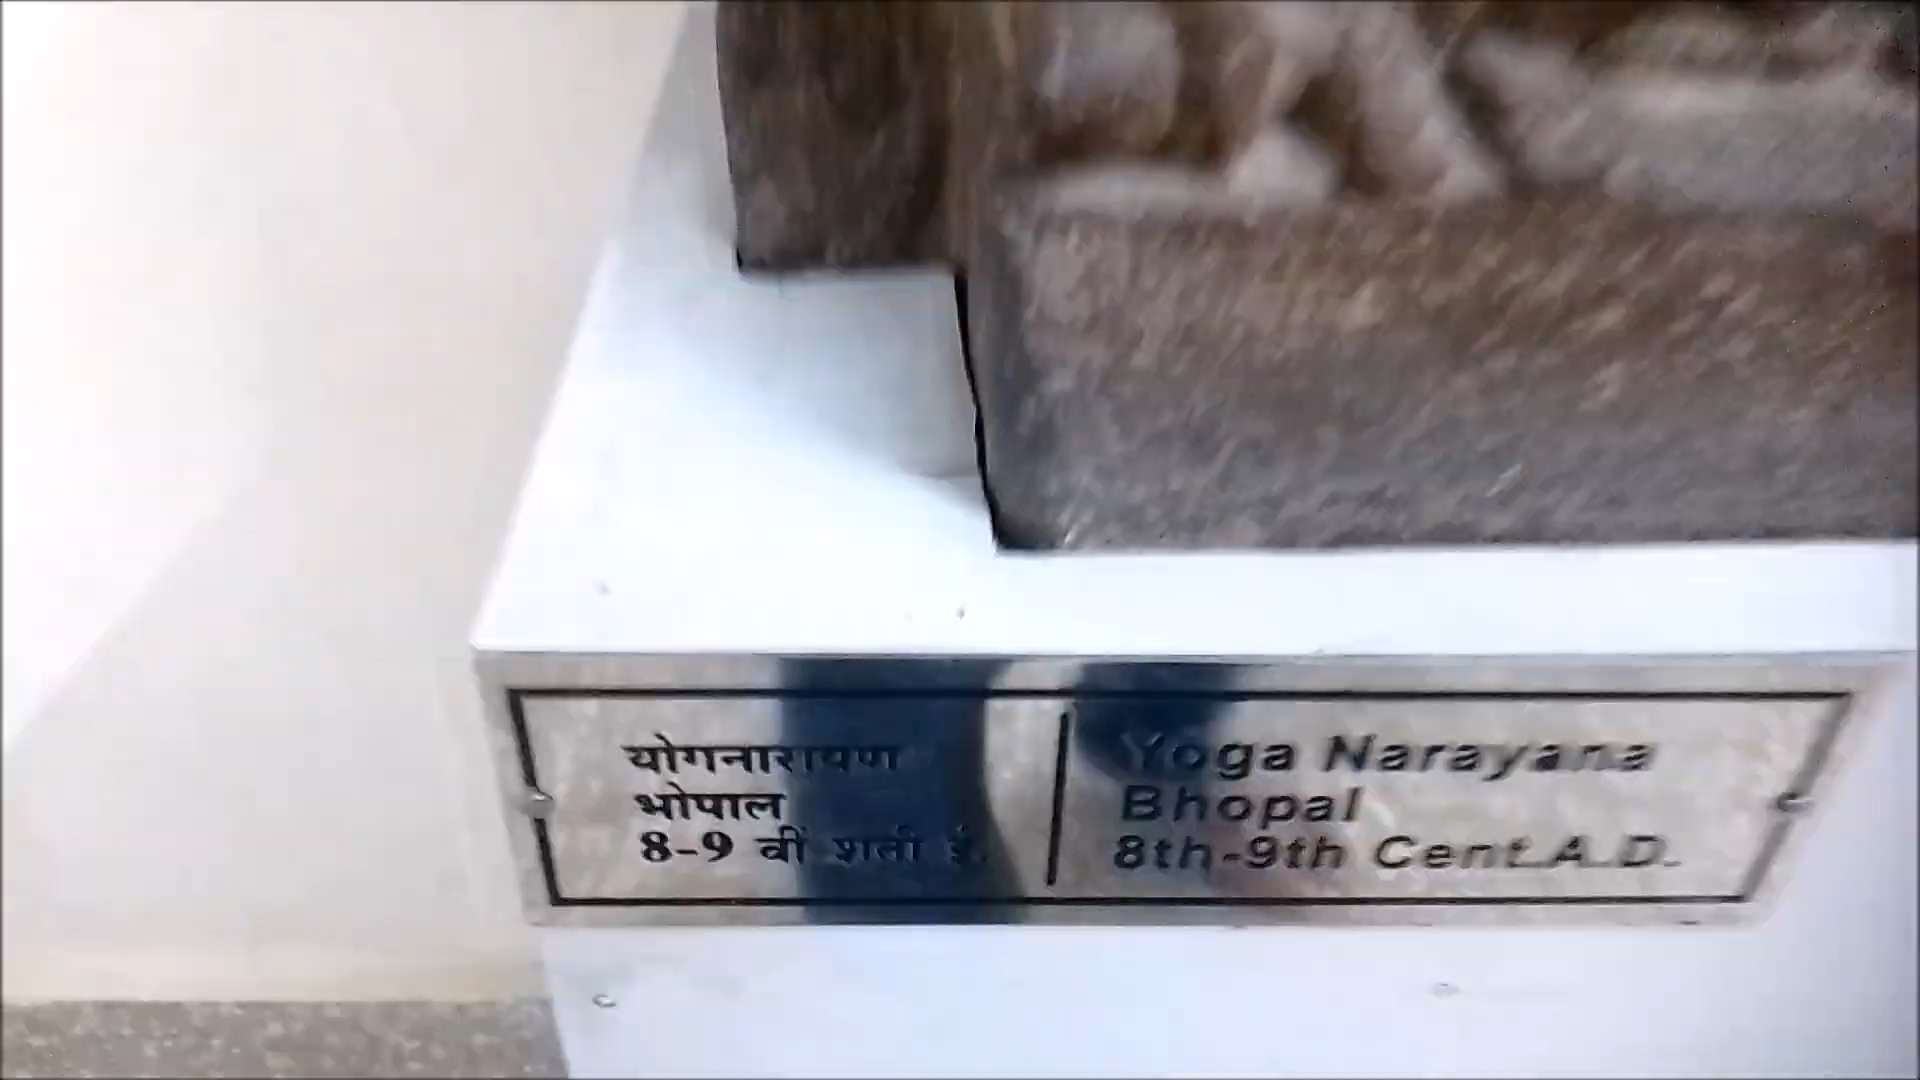 योगनारायण
भोपाल
8-9 वीं शती ई.
Yoga Narayana
Bhopal
8th-9th Cent.A.D.